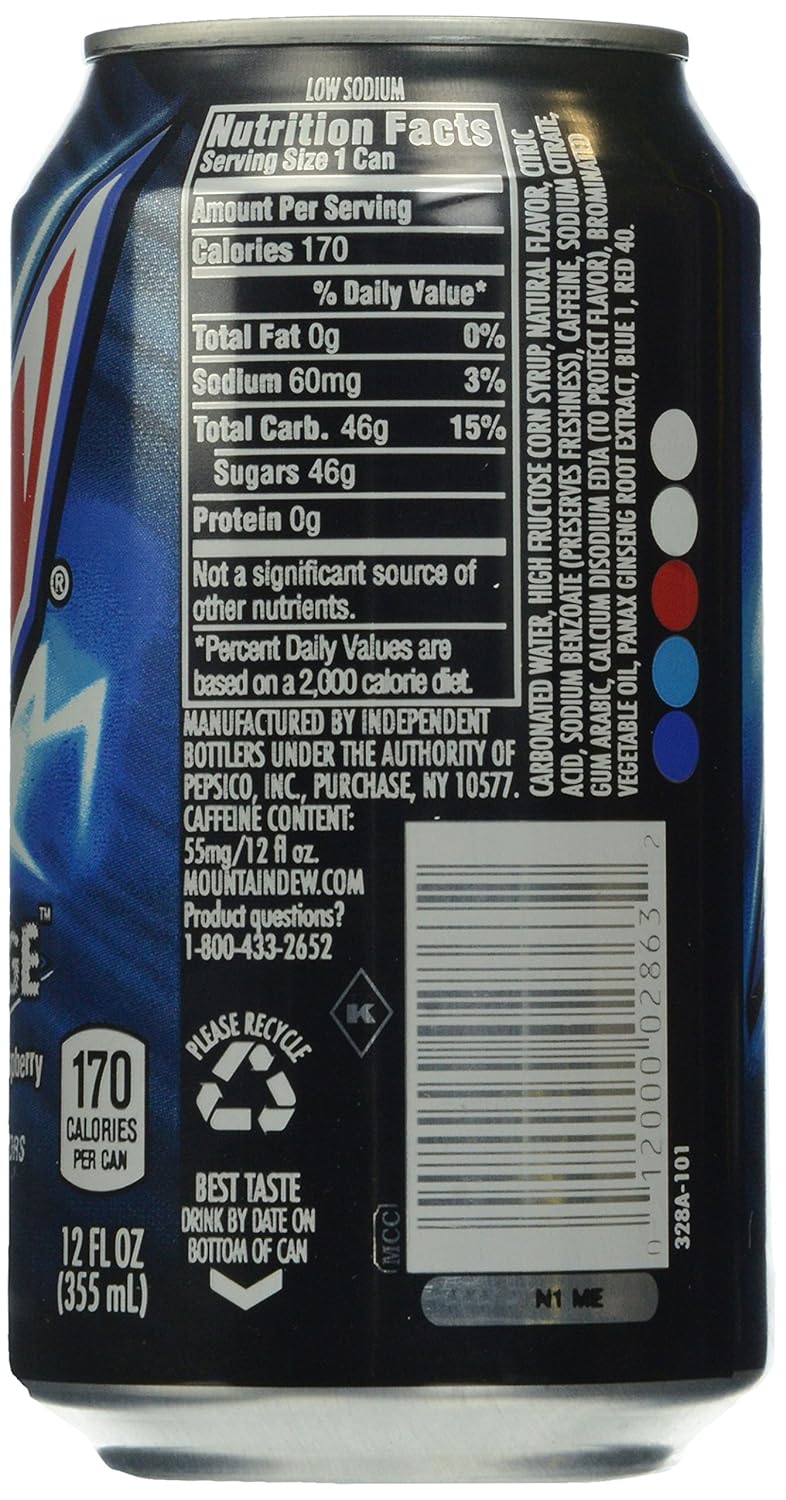 LOW SODIUM
Nutrition Facts
Serving Size 1 Can
Amount Per Serving
Calories 170
% Daily Value*
Total Fat 0g 0%
Sodium 60mg 3%
Total Carb. 46g 15%
Sugars 46g
Protein 0g
Not a significant source of
other nutrients.
*Percent Daily Values are
based on a 2,000 calorie diet.
CARBONATED WATER, HIGH FRUCTOSE CORN SYRUP, NATURAL FLAVOR, CITRIC
ACID, SODIUM BENZOATE (PRESERVES FRESHNESS), CAFFEINE, SODIUM CITRATE,
GUM ARABIC, CALCIUM DISODIUM EDTA (TO PROTECT FLAVOR), BROMINATED
VEGETABLE OIL, PANAX GINSENG ROOT EXTRACT, BLUE 1, RED 40.
MANUFACTURED BY INDEPENDENT
BOTTLERS UNDER THE AUTHORITY OF
PEPSICO, INC., PURCHASE, NY 10577.
CAFFEINE CONTENT:
55mg/12 fl oz.
MOUNTAINDEW.COM
Product questions?
1-800-433-2652
W®
GE™
170
CALORIES
PER CAN
12 FL OZ
(355 mL)
PLEASE RECYCLE
K
BEST TASTE
DRINK BY DATE ON
BOTTOM OF CAN
MCC
0 12000 02863 2
328A-101
N1 ME